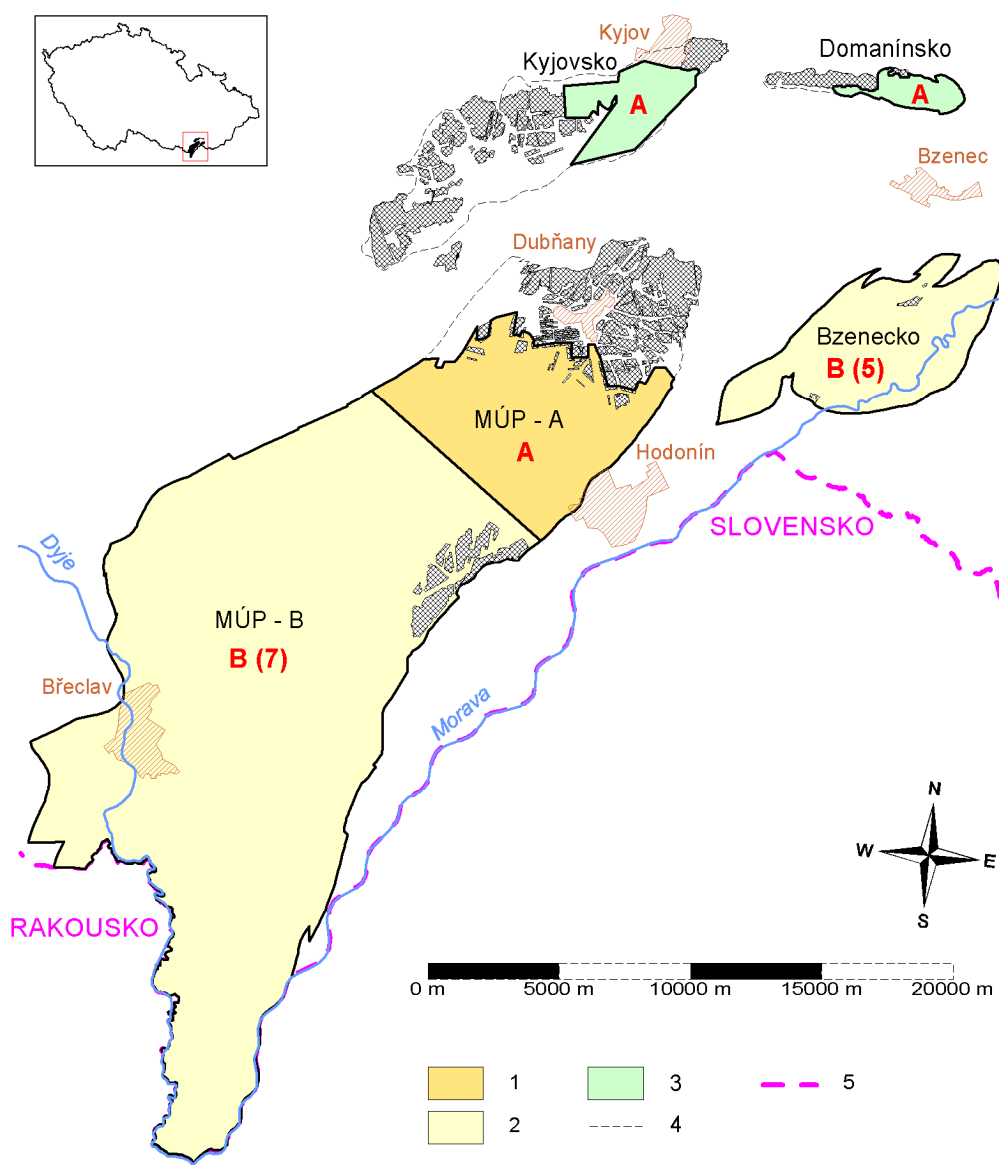 Kyjov
Kyjovsko
A
Domanínsko
A
Bzenec
Dubňany
Bzenecko
B (5)
MÚP - A
A
Hodonín
SLOVENSKO
Dyje
MÚP - B
B (7)
Břeclav
Morava
N
W
E
S
RAKOUSKO
0 m 5000 m 10000 m 15000 m 20000 m
1 3 5
2 4